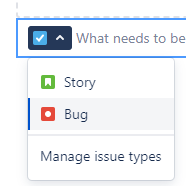 What needs to be
Story
Bug
Manage issue types